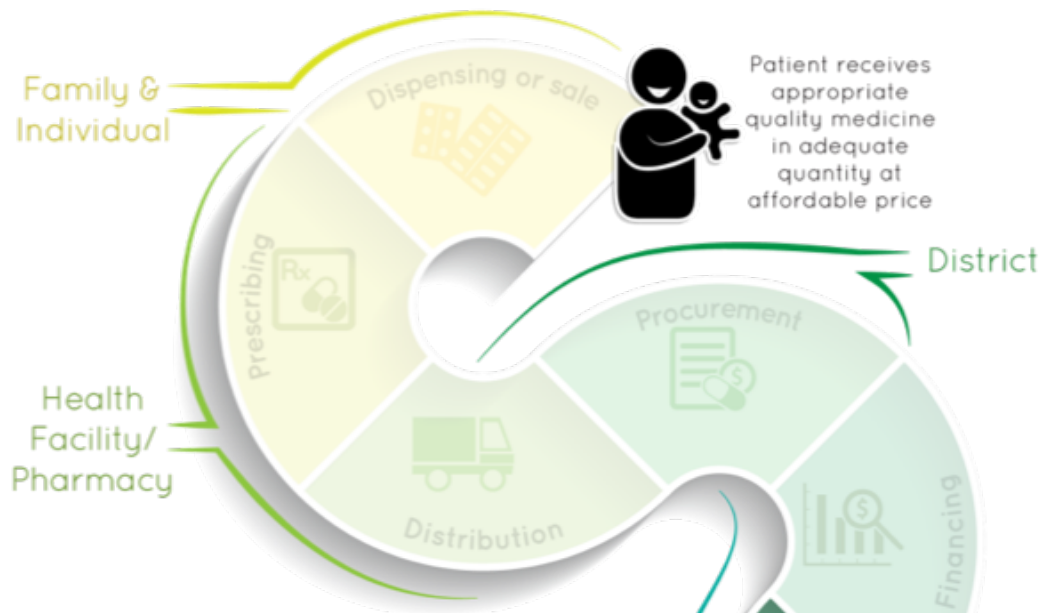 Family &
Individual
Dispensing or sale
Patient receives
appropriate
quality medicine
in adequate
quantity at
affordable price
Prescribing
Rx
District
Procurement
$
Health
Facility/
Pharmacy
Distribution
$
Financing